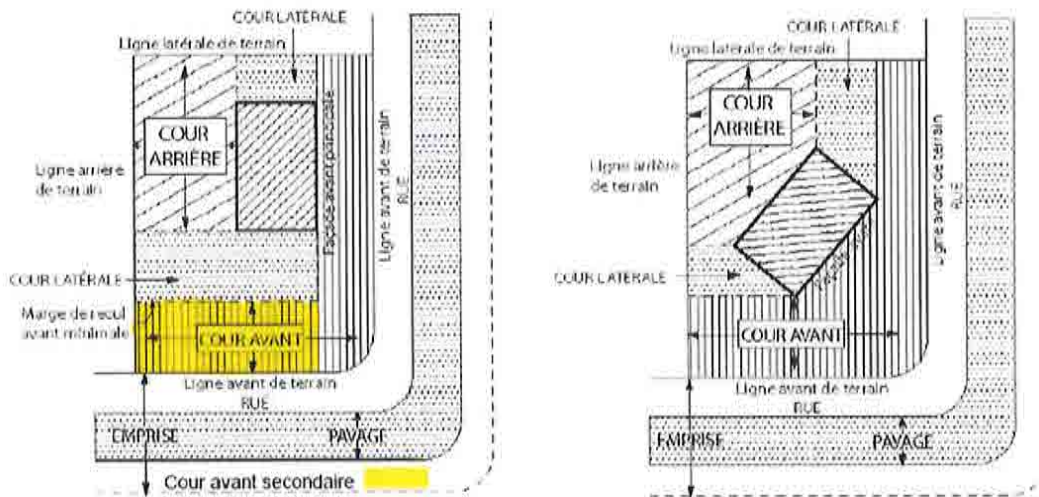 COUR LATÉRALE
Ligne latérale de terrain
COUR
ARRIÈRE
Ligne arrière
de terrain
Façade avant principale
Ligne avant de terrain
RUE
COUR LATÉRALE
Marge de recul
avant minimale
COUR AVANT
Ligne avant de terrain
RUE
EMPRISE
PAVAGE
Cour avant secondaire
COUR LATÉRALE
Ligne latérale de terrain
COUR
ARRIÈRE
Ligne arrière
de terrain
Ligne avant de terrain
RUE
COUR LATÉRALE
COUR AVANT
Ligne avant de terrain
RUE
EMPRISE
PAVAGE